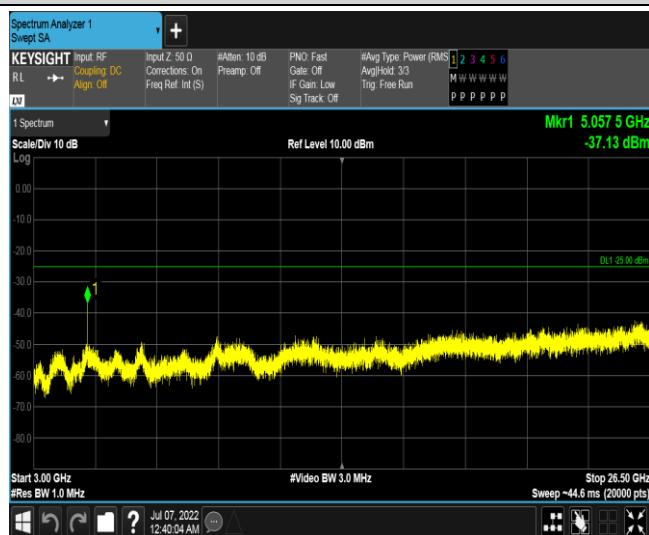 Spectrum Analyzer 1
Swept SA
+
KEYSIGHT
RL
LXI
Input: RF
Coupling: DC
Align: Off
Input Z: 50 Ω
Corrections: On
Freq Ref: Int (S)
#Atten: 10 dB
Preamp: Off
PNO: Fast
Gate: Off
IF Gain: Low
Sig Track: Off
#Avg Type: Power (RMS
Avg|Hold: 3/3
Trig: Free Run
1 2 3 4 5 6
M W W W W W
P P P P P P
1 Spectrum
Mkr1 5.057 5 GHz
Scale/Div 10 dB
Ref Level 10.00 dBm
-37.13 dBm
Log
0.00
-10.0
-20.0
DL1 -25.00 dBm
-30.0
1
-40.0
-50.0
-60.0
-70.0
-80.0
Start 3.00 GHz
#Video BW 3.0 MHz
Stop 26.50 GHz
#Res BW 1.0 MHz
Sweep ~44.6 ms (20000 pts)
?
Jul 07, 2022
12:40:04 AM